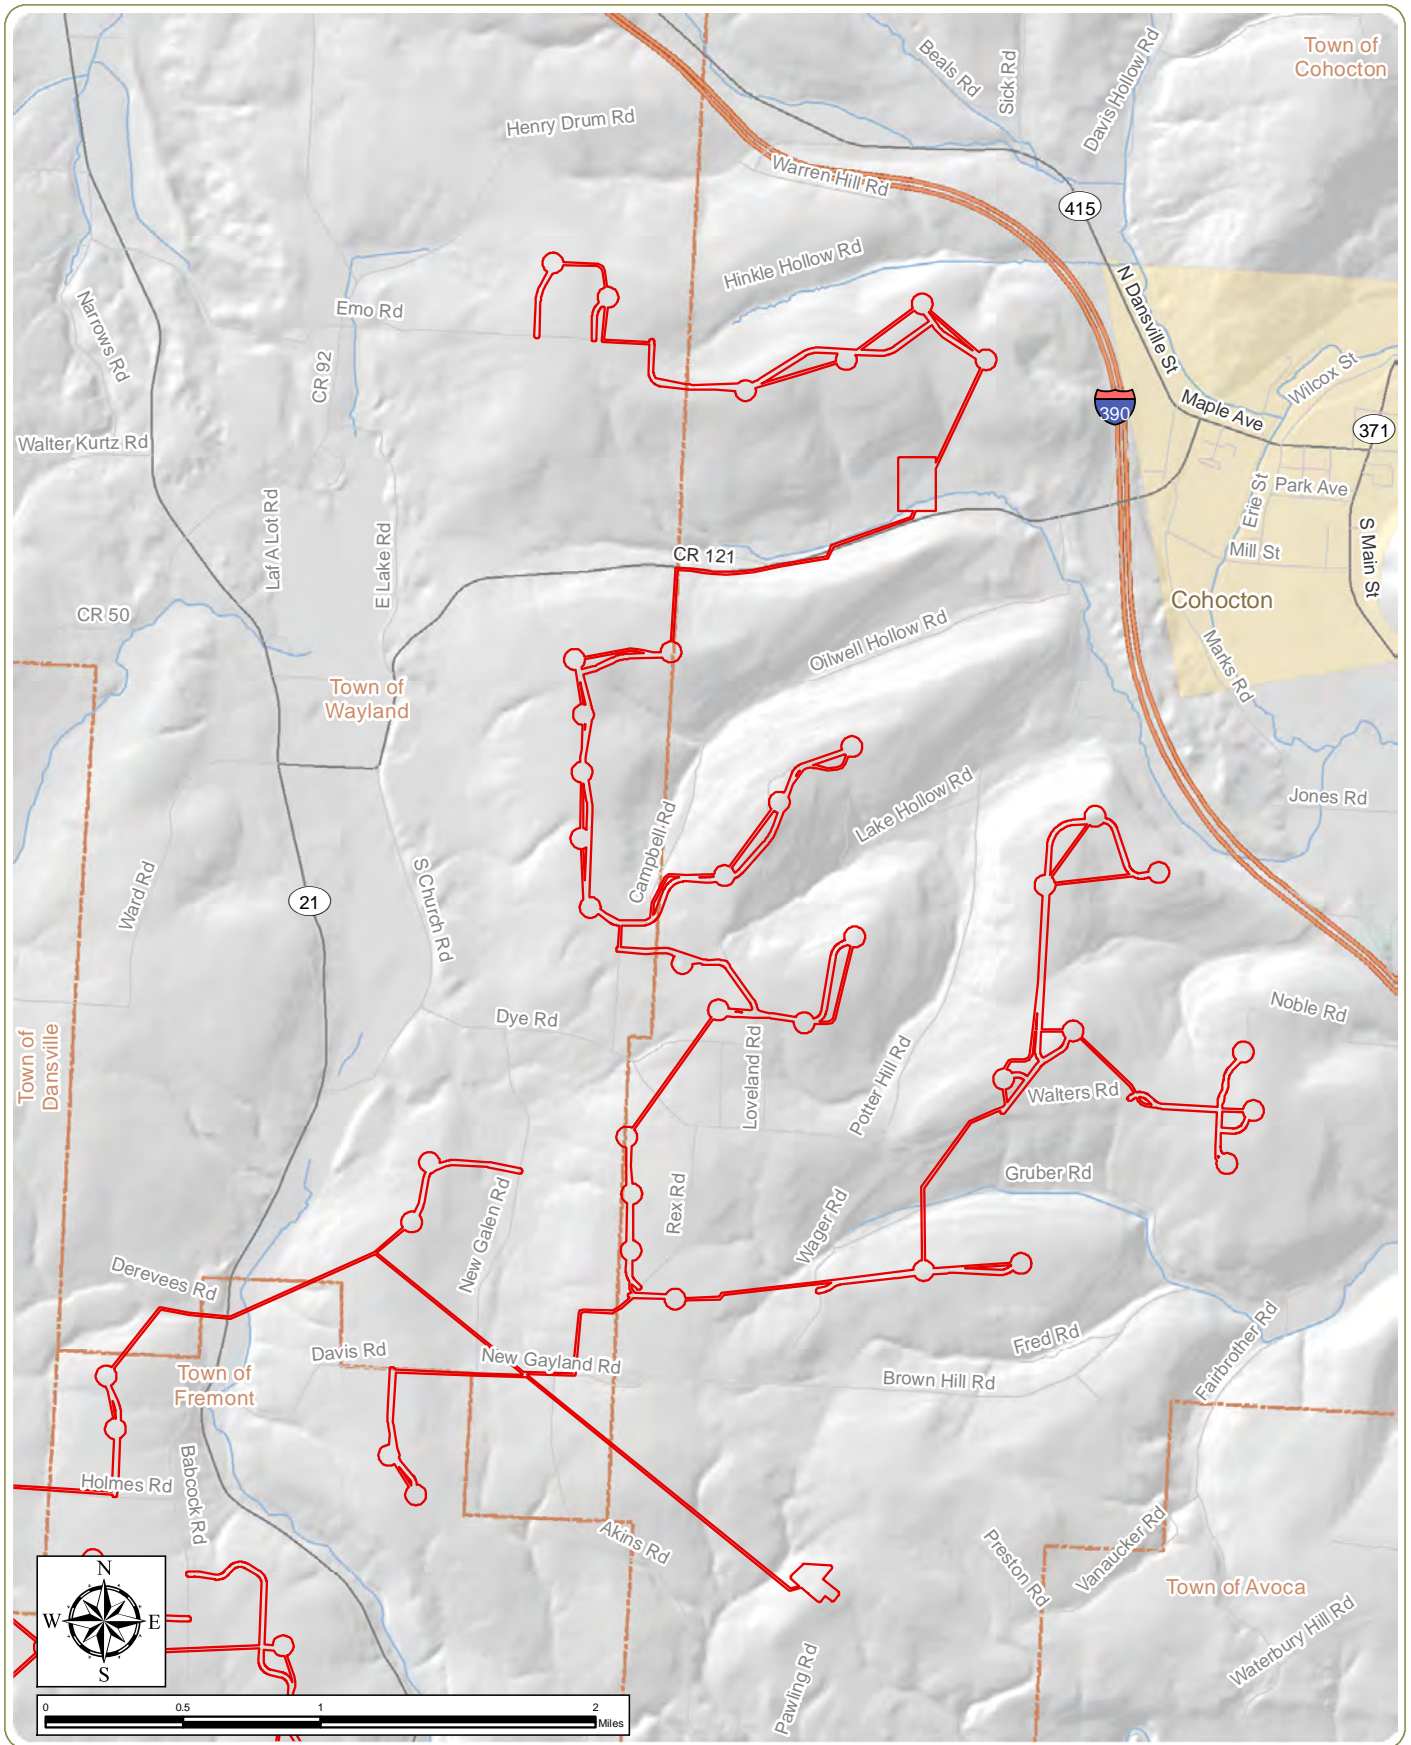 Town of
Cohocton
Beals Rd
Sick Rd
Davis Hollow Rd
Henry Drum Rd
Warren Hill Rd
415
Hinkle Hollow Rd
N Dansville St
Narrows Rd
Emo Rd
CR 92
Wilcox St
390
Maple Ave
371
Walter Kurtz Rd
Park Ave
Erie St
Laf A Lot Rd
E Lake Rd
CR 121
Mill St
S Main St
CR 50
Cohocton
Oilwell Hollow Rd
Marks Rd
Town of
Wayland
Jones Rd
Lake Hollow Rd
Campbell Rd
Ward Rd
21
S Church Rd
Noble Rd
Dye Rd
Town of
Dansville
Loveland Rd
Potter Hill Rd
Walters Rd
Gruber Rd
Rex Rd
New Galen Rd
Wager Rd
Derevees Rd
Fred Rd
Fairbrother Rd
Davis Rd
New Gayland Rd
Brown Hill Rd
Town of
Fremont
Holmes Rd
Babcock Rd
Akins Rd
Preston Rd
Vanaucker Rd
Town of Avoca
Waterbury Hill Rd
Pawling Rd
N
W E
S
0 0.5 1 2
Miles